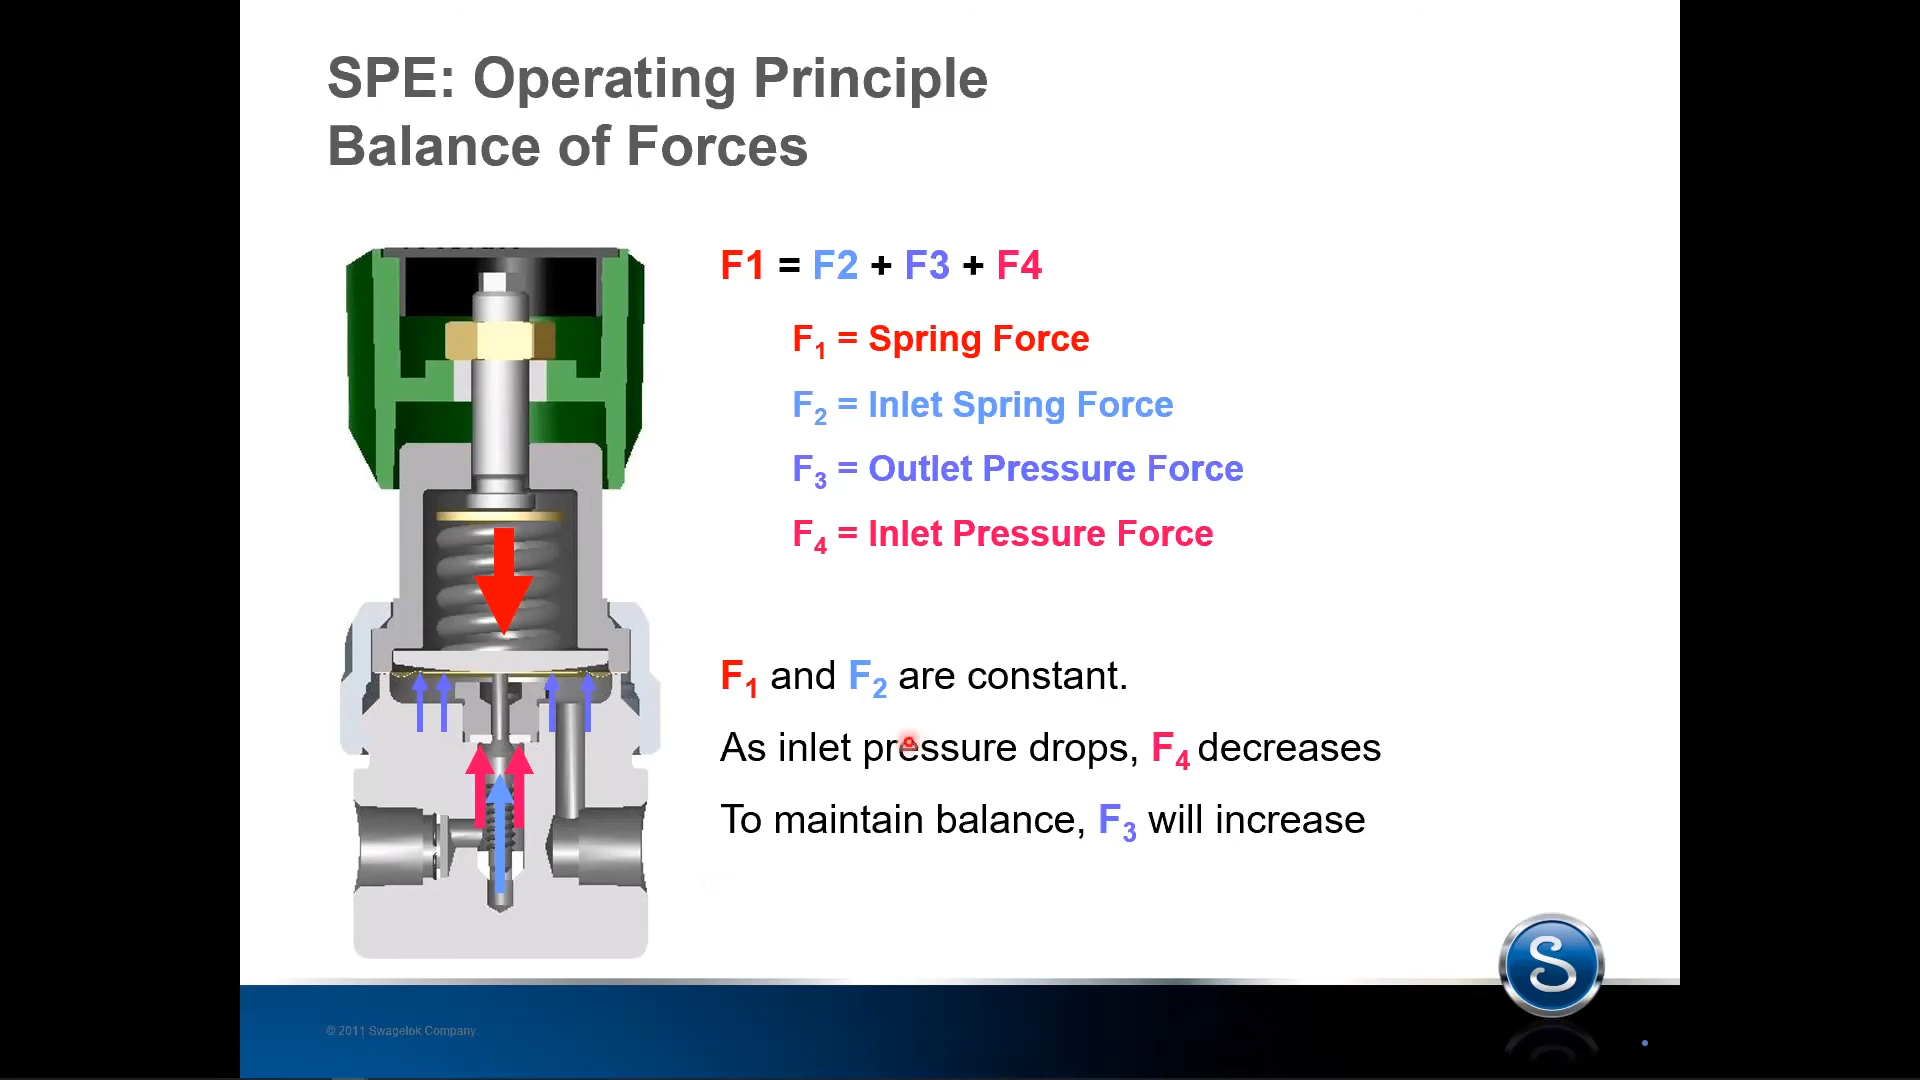 SPE: Operating Principle
Balance of Forces
F1 = F2 + F3 + F4
F₁ = Spring Force
F₂ = Inlet Spring Force
F₃ = Outlet Pressure Force
F₄ = Inlet Pressure Force
F₁ and F₂ are constant.
As inlet pressure drops, F₄ decreases
To maintain balance, F₃ will increase
S
© 2011 Swagelok Company.